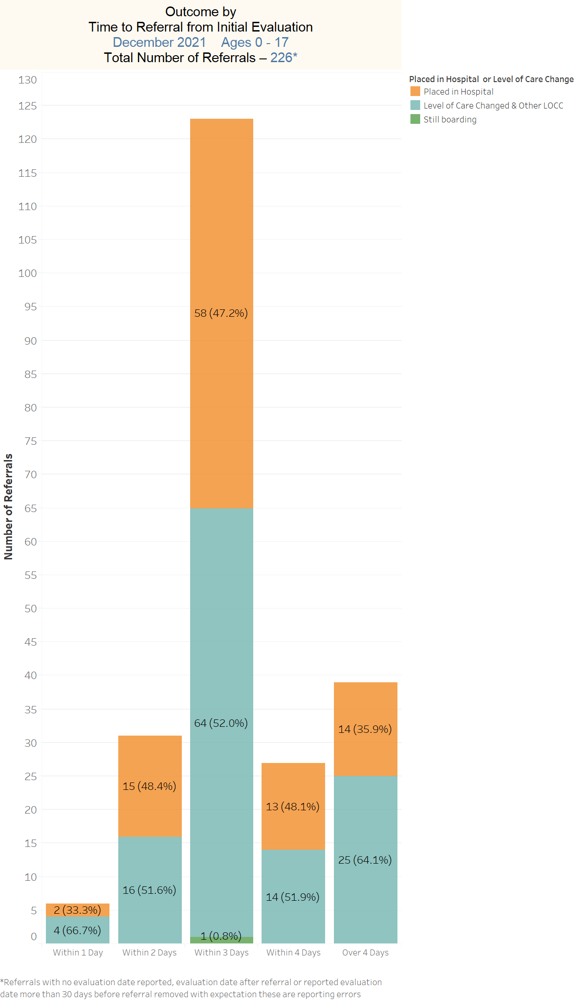 Outcome by
Time to Referral from Initial Evaluation
December 2021 Ages 0 - 17
Total Number of Referrals – 226*
Placed in Hospital or Level of Care Change
Placed in Hospital
Level of Care Changed & Other LOCC
Still boarding
Number of Referrals
130
125
120
115
110
105
100
95
90
85
80
75
70
65
60
55
50
45
40
35
30
25
20
15
10
5
0
2 (33.3%)
4 (66.7%)
15 (48.4%)
16 (51.6%)
58 (47.2%)
64 (52.0%)
1 (0.8%)
13 (48.1%)
14 (51.9%)
14 (35.9%)
25 (64.1%)
Within 1 Day
Within 2 Days
Within 3 Days
Within 4 Days
Over 4 Days
*Referrals with no evaluation date reported, evaluation date after referral or reported evaluation
date more than 30 days before referral removed with expectation these are reporting errors